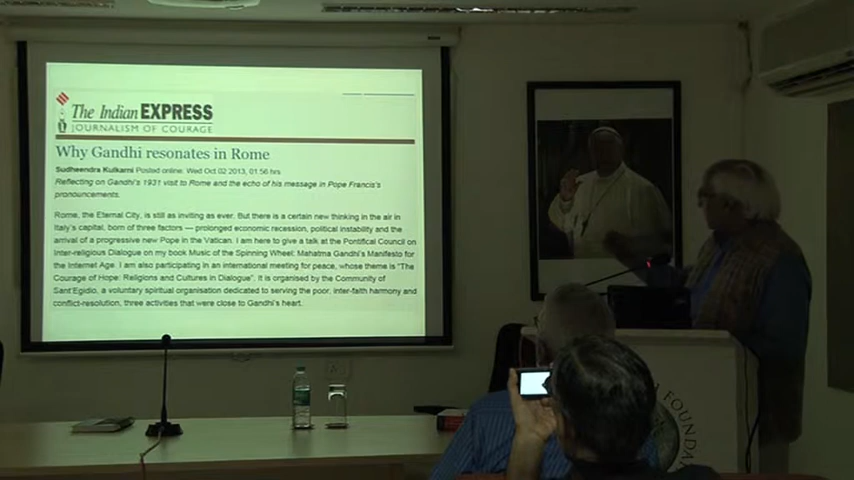 The Indian EXPRESS
JOURNALISM OF COURAGE
Why Gandhi resonates in Rome
Sudheendra Kulkarni Posted online: Wed Oct 02 2013, 01:56 hrs
Reflecting on Gandhi's 1931 visit to Rome and the echo of his message in Pope Francis's
pronouncements.
Rome, the Eternal City, is still as inviting as ever. But there is a certain new thinking in the air in
Italy's capital, born of three factors — prolonged economic recession, political instability and the
arrival of a progressive new Pope in the Vatican. I am here to give a talk at the Pontifical Council on
Inter-religious Dialogue on my book Music of the Spinning Wheel: Mahatma Gandhi's Manifesto for
the Internet Age. I am also participating in an international meeting for peace, whose theme is "The
Courage of Hope: Religions and Cultures in Dialogue". It is organised by the Community of
Sant'Egidio, a voluntary spiritual organisation dedicated to serving the poor, inter-faith harmony and
conflict-resolution, three activities that were close to Gandhi's heart.